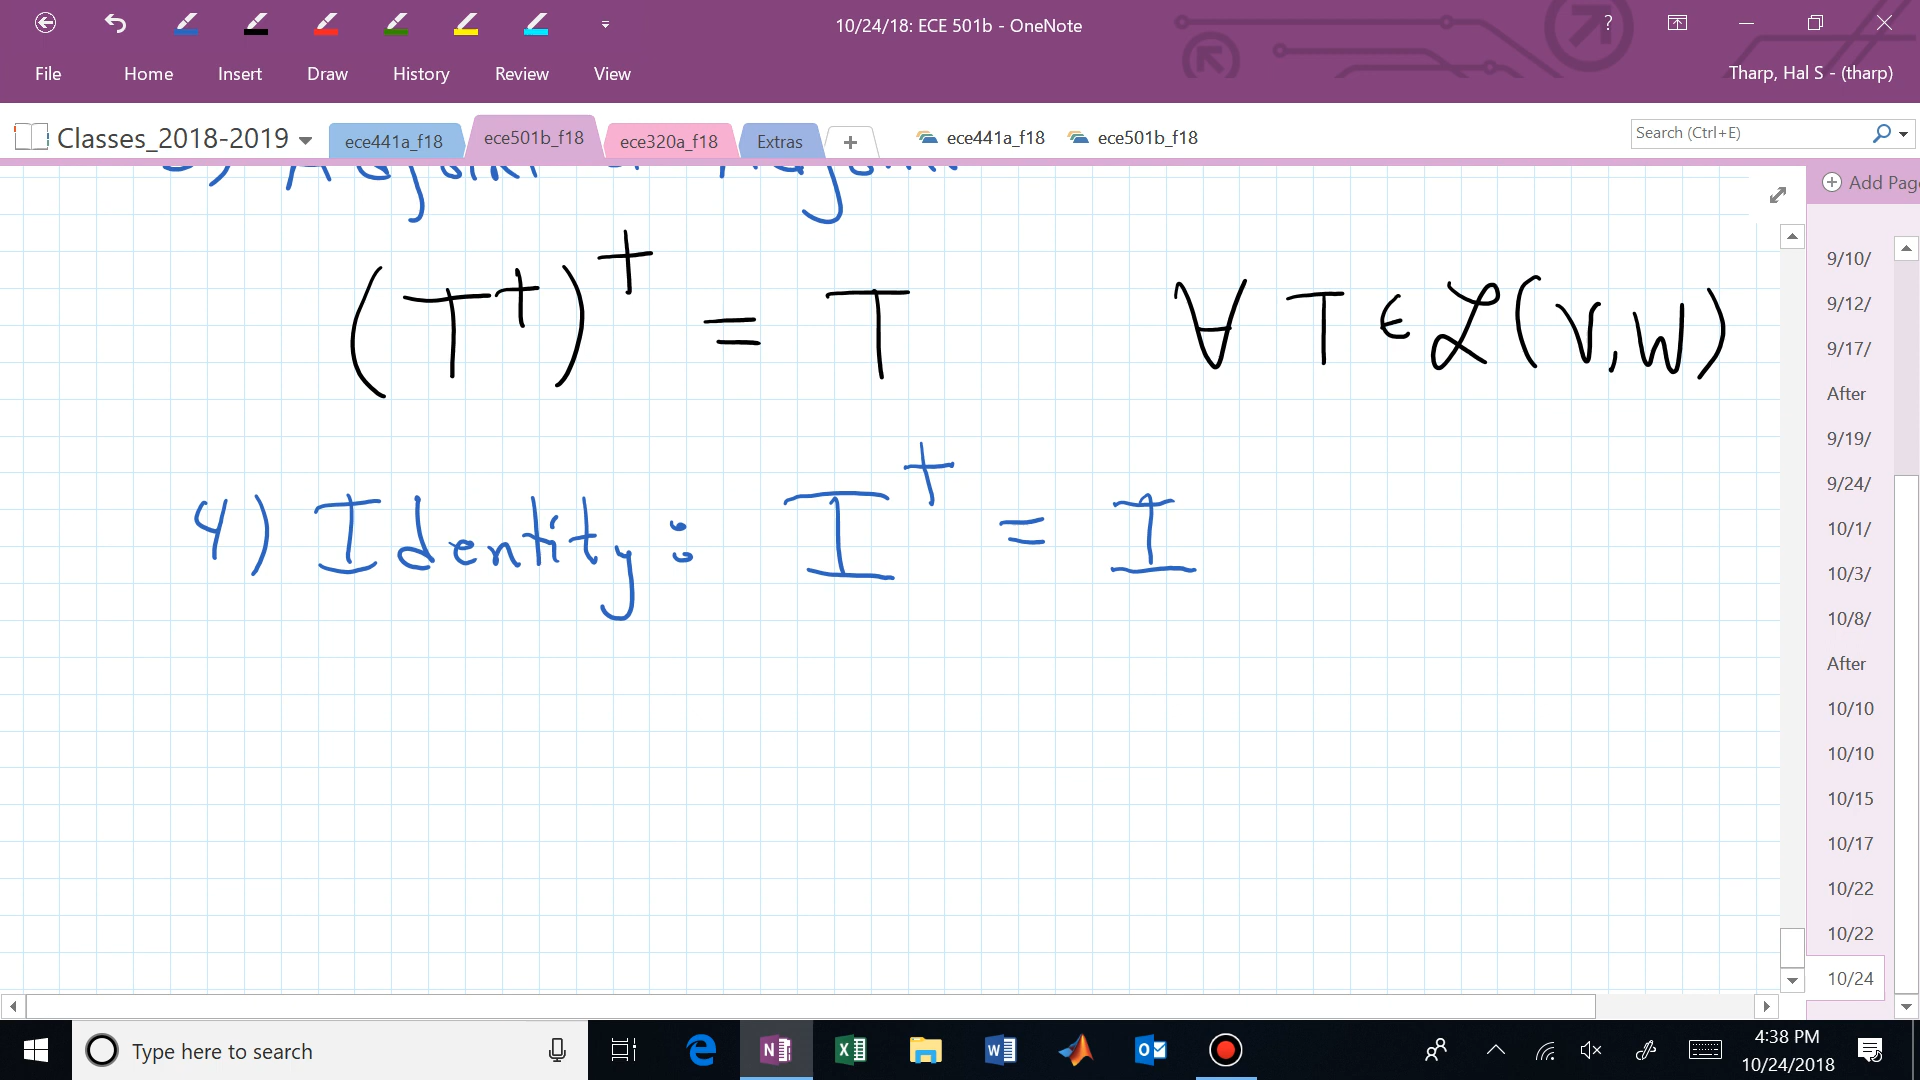 10/24/18: ECE 501b - OneNote
?
File Home Insert Draw History Review View
Tharp, Hal S - (tharp)
Classes_2018-2019
ece441a_f18
ece501b_f18
ece320a_f18
Extras
+
ece441a_f18
ece501b_f18
Search (Ctrl+E)
Add Pag
(T†)† = T ∀ T ∈ ℒ(V,W)
4) Identity: I† = I
9/10/
9/12/
9/17/
After
9/19/
9/24/
10/1/
10/3/
10/8/
After
10/10
10/10
10/15
10/17
10/22
10/22
10/24
Type here to search
4:38 PM
10/24/2018